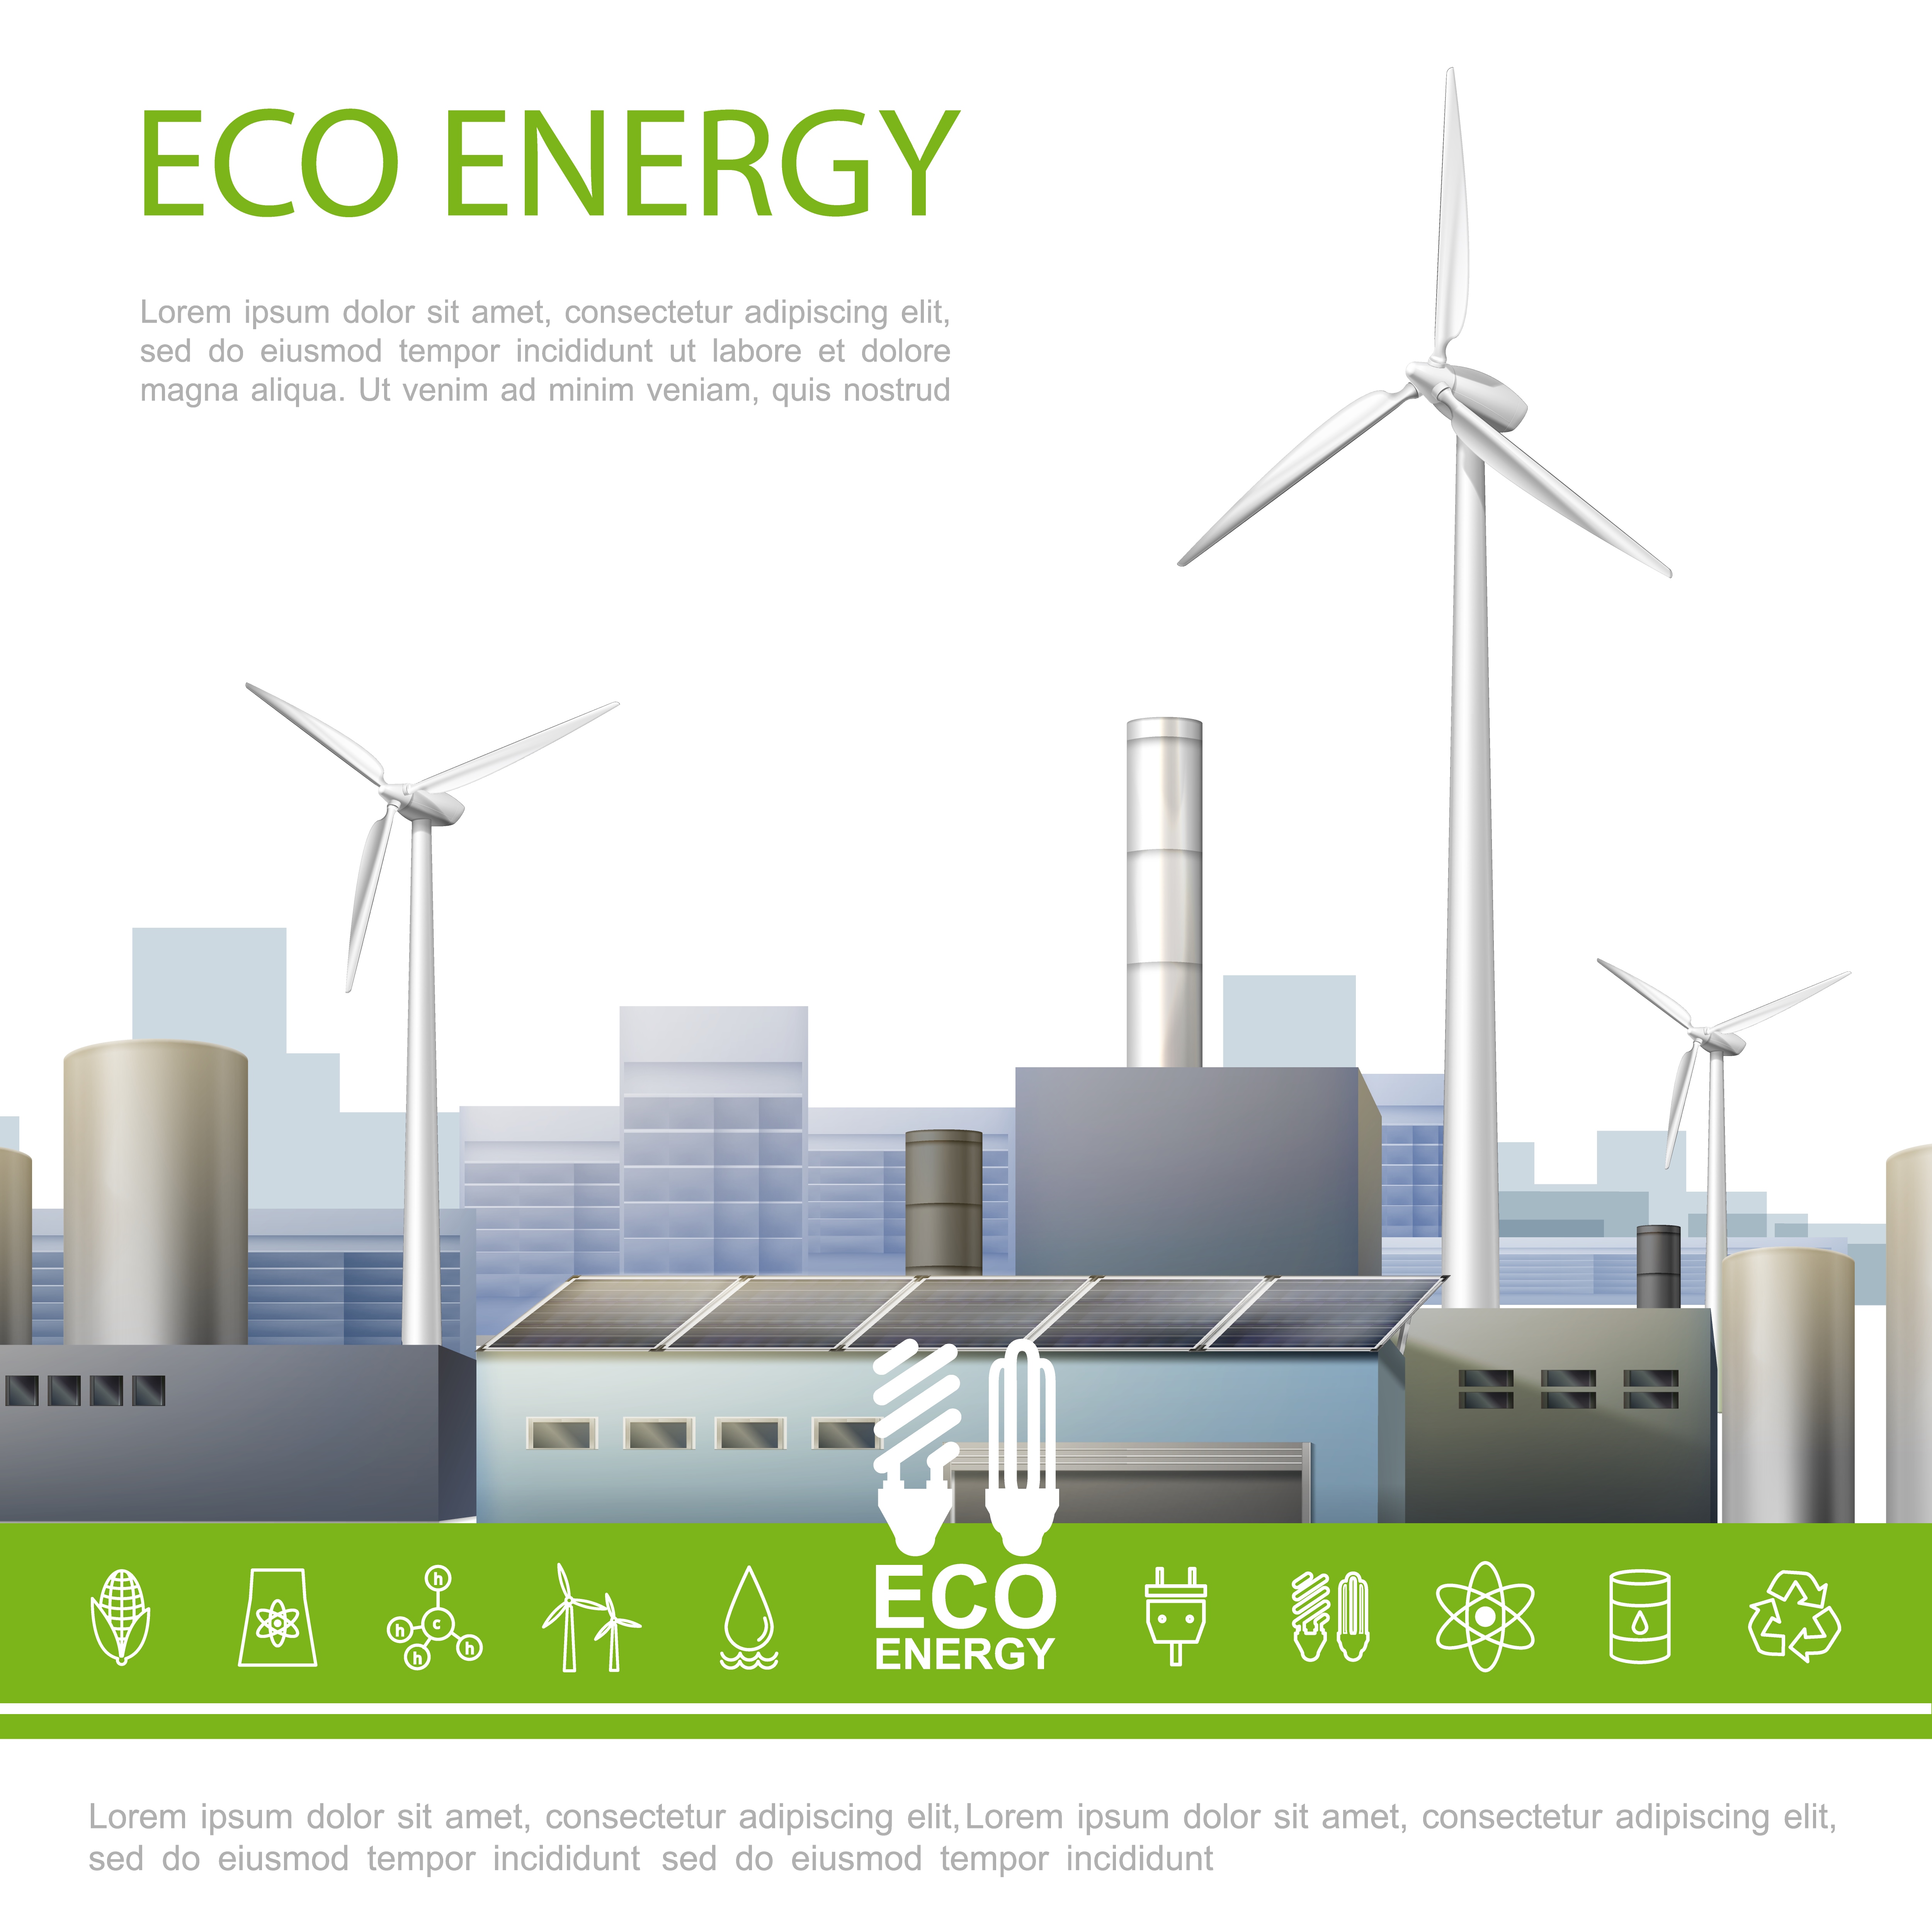 ECO ENERGY
Lorem ipsum dolor sit amet, consectetur adipiscing elit,
sed do eiusmod tempor incididunt ut labore et dolore
magna aliqua. Ut venim ad minim veniam, quis nostrud
h
c
h
h
h
ECO
ENERGY
Lorem ipsum dolor sit amet, consectetur adipiscing elit,Lorem ipsum dolor sit amet, consectetur adipiscing elit,
sed do eiusmod tempor incididunt sed do eiusmod tempor incididunt